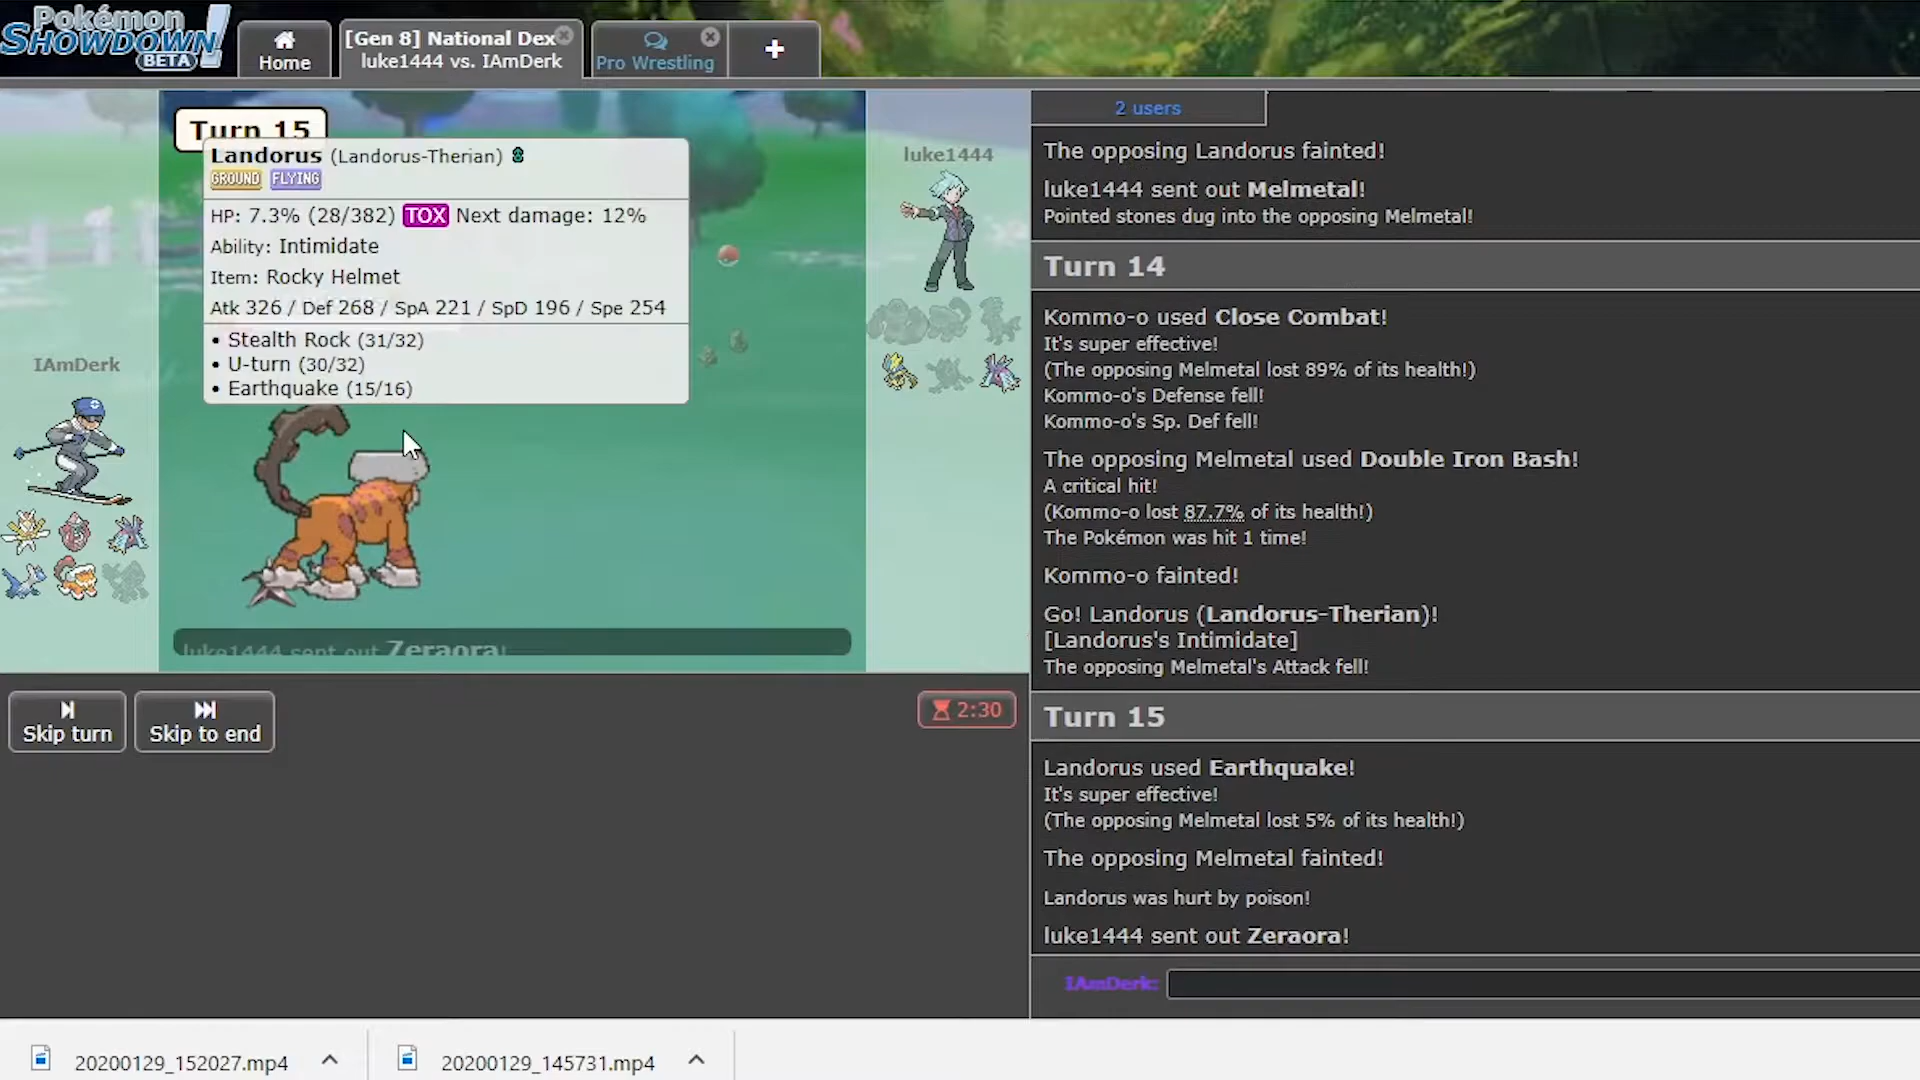 Pokémon
SHOWDOWN!
BETA
Home
[Gen 8] National Dex
luke1444 vs. IAmDerk
Pro Wrestling
+
Turn 15
Landorus (Landorus-Therian)
GROUND FLYING
HP: 7.3% (28/382) TOX Next damage: 12%
Ability: Intimidate
Item: Rocky Helmet
Atk 326 / Def 268 / SpA 221 / SpD 196 / Spe 254
• Stealth Rock (31/32)
• U-turn (30/32)
• Earthquake (15/16)
IAmDerk
luke1444
luke1444 sent out Zeraora!
Skip turn
Skip to end
2:30
2 users
The opposing Landorus fainted!
luke1444 sent out Melmetal!
Pointed stones dug into the opposing Melmetal!
Turn 14
Kommo-o used Close Combat!
It's super effective!
(The opposing Melmetal lost 89% of its health!)
Kommo-o's Defense fell!
Kommo-o's Sp. Def fell!
The opposing Melmetal used Double Iron Bash!
A critical hit!
(Kommo-o lost 87.7% of its health!)
The Pokémon was hit 1 time!
Kommo-o fainted!
Go! Landorus (Landorus-Therian)!
[Landorus's Intimidate]
The opposing Melmetal's Attack fell!
Turn 15
Landorus used Earthquake!
It's super effective!
(The opposing Melmetal lost 5% of its health!)
The opposing Melmetal fainted!
Landorus was hurt by poison!
luke1444 sent out Zeraora!
IAmDerk:
20200129_152027.mp4
20200129_145731.mp4